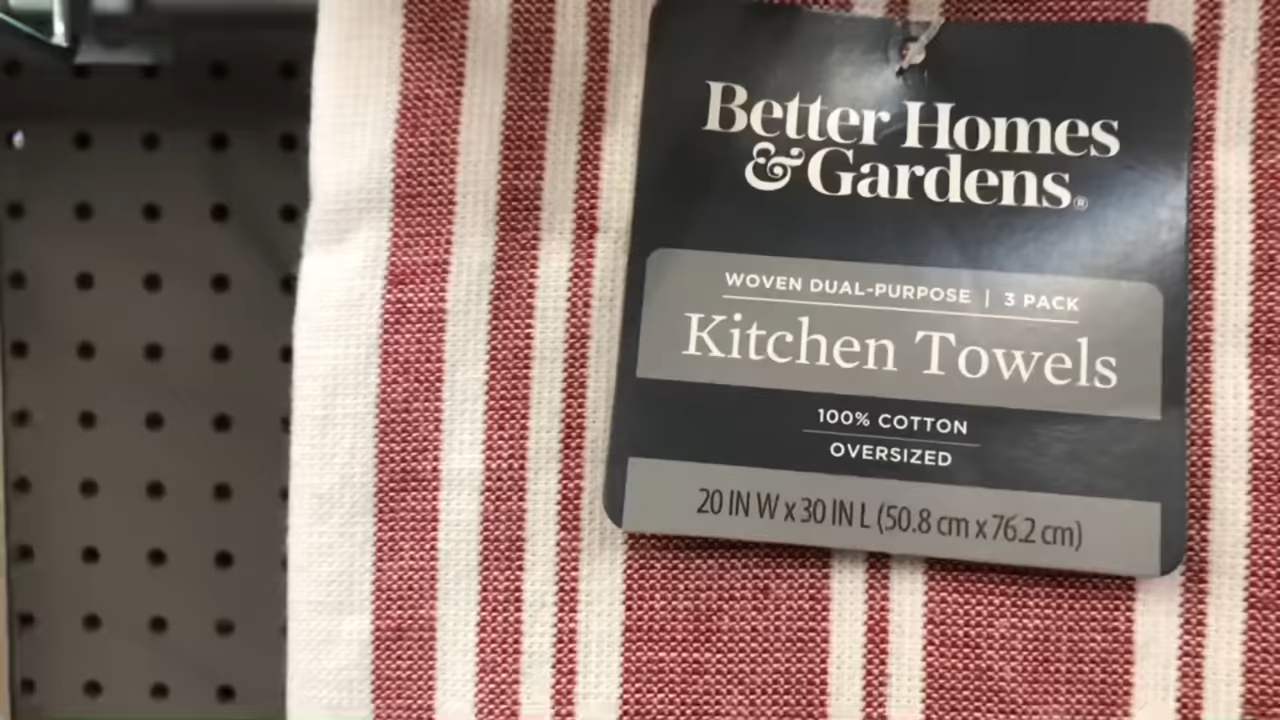 Better Homes
& Gardens®
WOVEN DUAL-PURPOSE | 3 PACK
Kitchen Towels
100% COTTON
OVERSIZED
20 IN W x 30 IN L (50.8 cm x 76.2 cm)